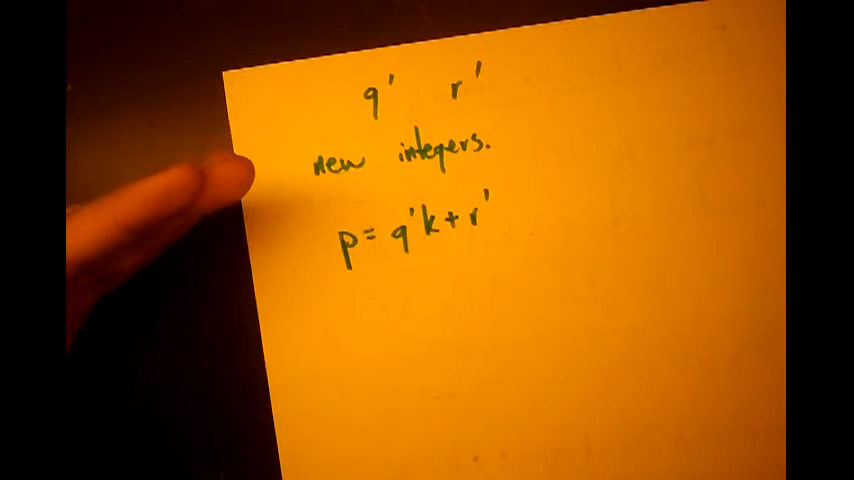 q' r'
new integers.
p = q'k + r'